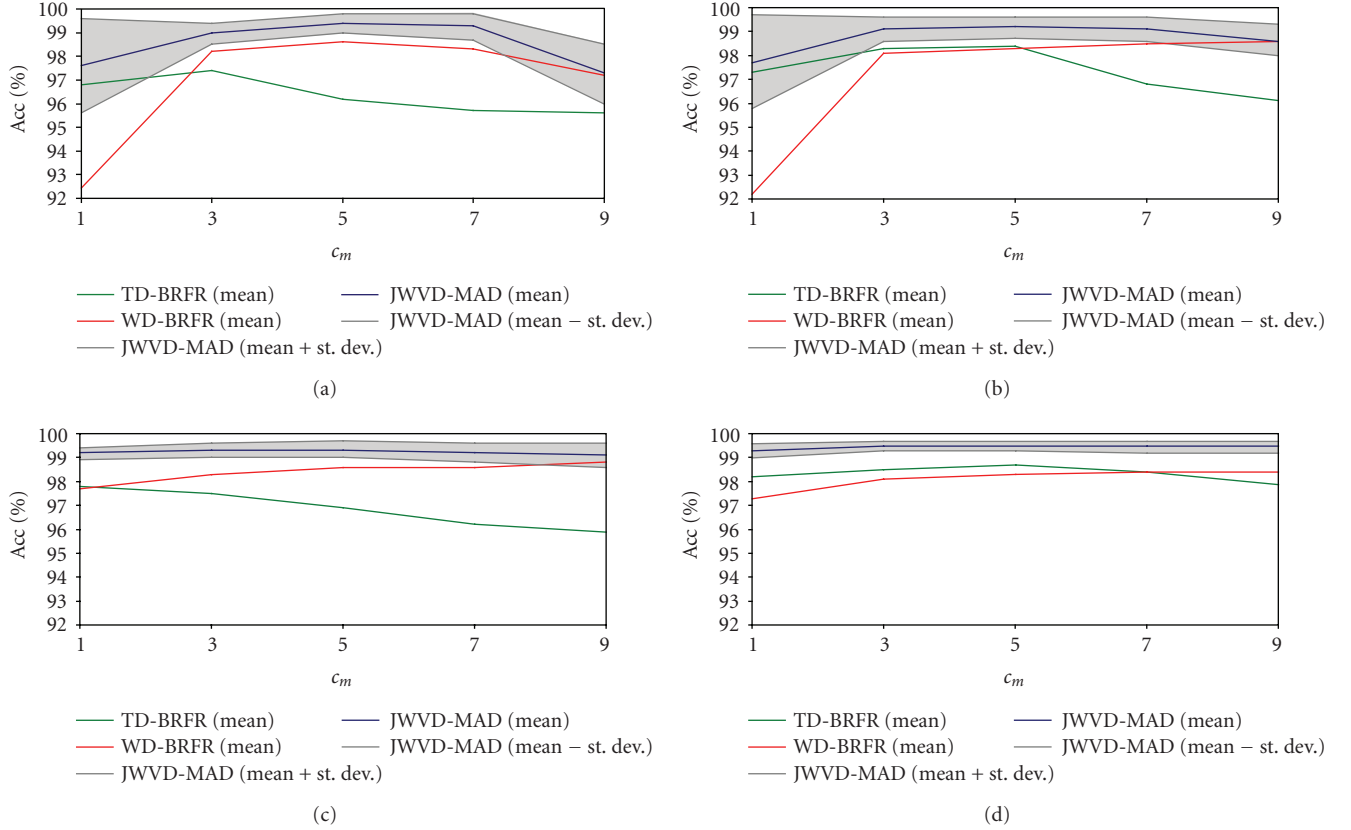 100
99
98
97
96
95
94
93
92
Acc (%)
1 3 5 7 9
c_m
TD-BRFR (mean)
JWVD-MAD (mean)
WD-BRFR (mean)
JWVD-MAD (mean − st. dev.)
JWVD-MAD (mean + st. dev.)
(a)
100
99
98
97
96
95
94
93
92
Acc (%)
1 3 5 7 9
c_m
TD-BRFR (mean)
JWVD-MAD (mean)
WD-BRFR (mean)
JWVD-MAD (mean − st. dev.)
JWVD-MAD (mean + st. dev.)
(b)
100
99
98
97
96
95
94
93
92
Acc (%)
1 3 5 7 9
c_m
TD-BRFR (mean)
JWVD-MAD (mean)
WD-BRFR (mean)
JWVD-MAD (mean − st. dev.)
JWVD-MAD (mean + st. dev.)
(c)
100
99
98
97
96
95
94
93
92
Acc (%)
1 3 5 7 9
c_m
TD-BRFR (mean)
JWVD-MAD (mean)
WD-BRFR (mean)
JWVD-MAD (mean − st. dev.)
JWVD-MAD (mean + st. dev.)
(d)